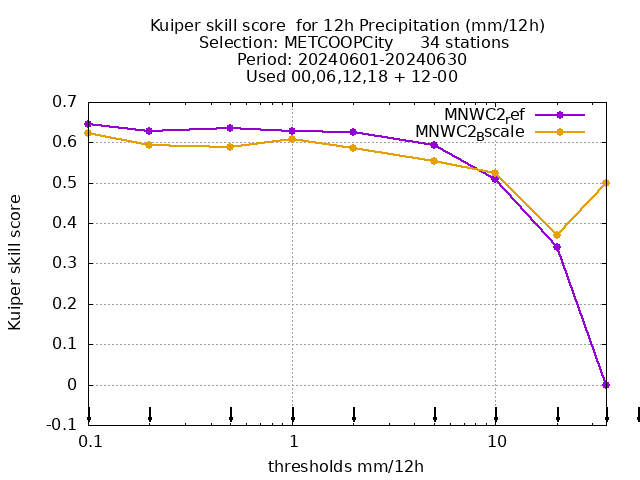 Kuiper skill score  for 12h Precipitation (mm/12h)
Selection: METCOOPCity     34 stations
Period: 20240601-20240630
Used 00,06,12,18 + 12-00
MNWC2ref
MNWC2Bscale
0.7
0.6
0.5
0.4
0.3
0.2
0.1
0
-0.1
Kuiper skill score
0.1 1 10
thresholds mm/12h